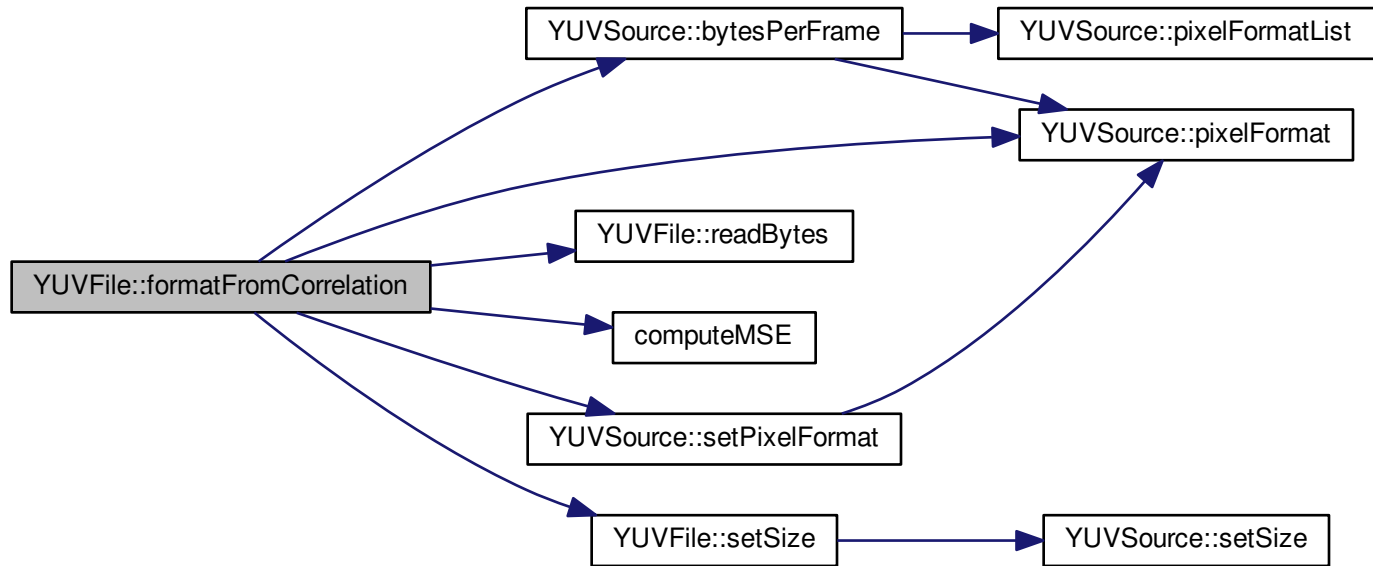 YUVSource::bytesPerFrame
YUVSource::pixelFormatList
YUVSource::pixelFormat
YUVFile::readBytes
YUVFile::formatFromCorrelation
computeMSE
YUVSource::setPixelFormat
YUVFile::setSize
YUVSource::setSize